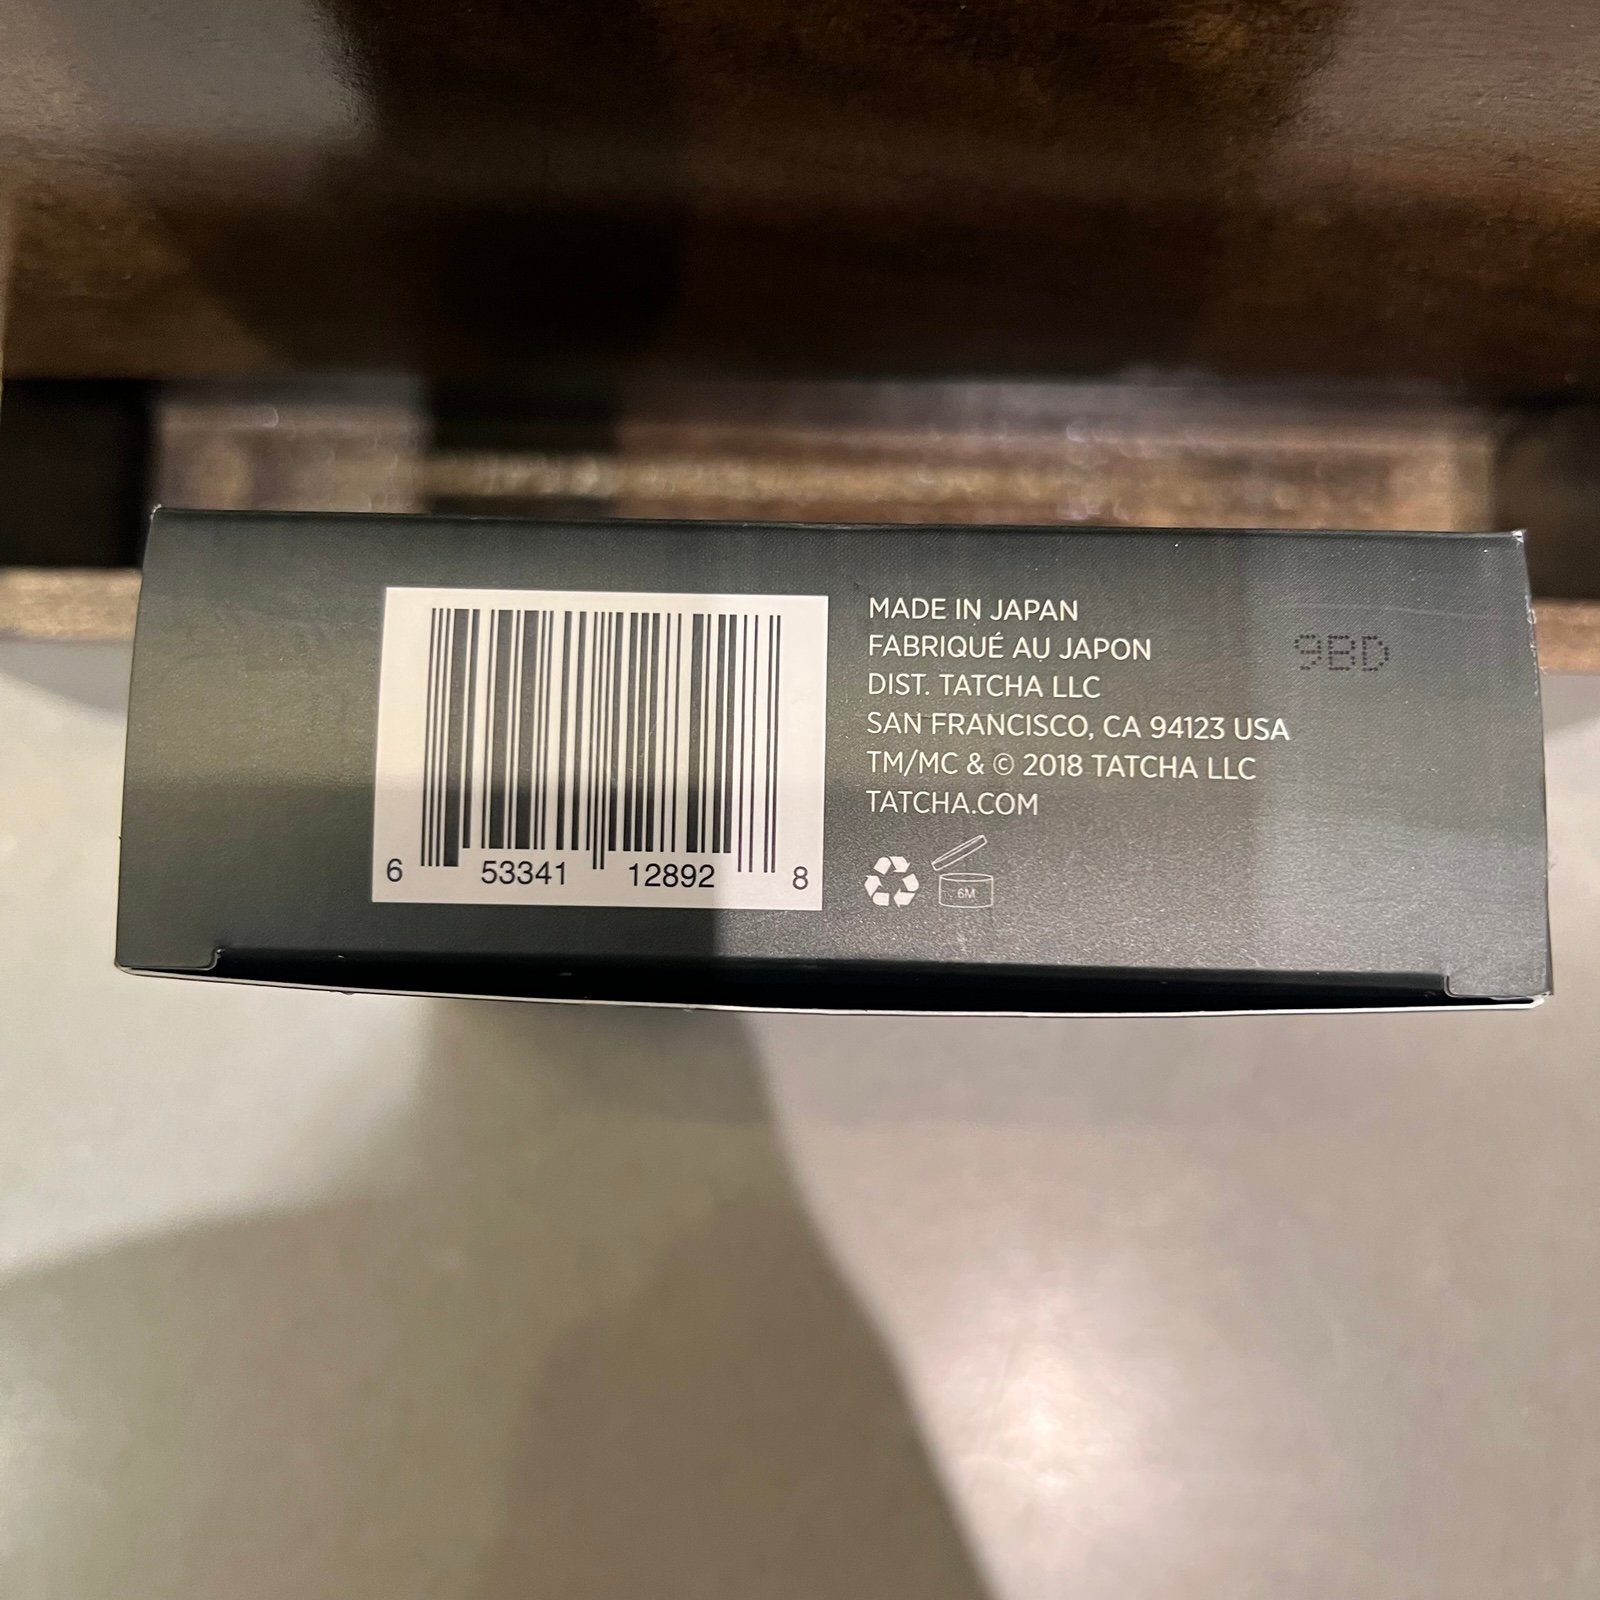 MADE IN JAPAN
FABRIQUÉ AU JAPON
DIST. TATCHA LLC
SAN FRANCISCO, CA 94123 USA
TM/MC & © 2018 TATCHA LLC
TATCHA.COM
9BD
6 53341 12892 8
6M